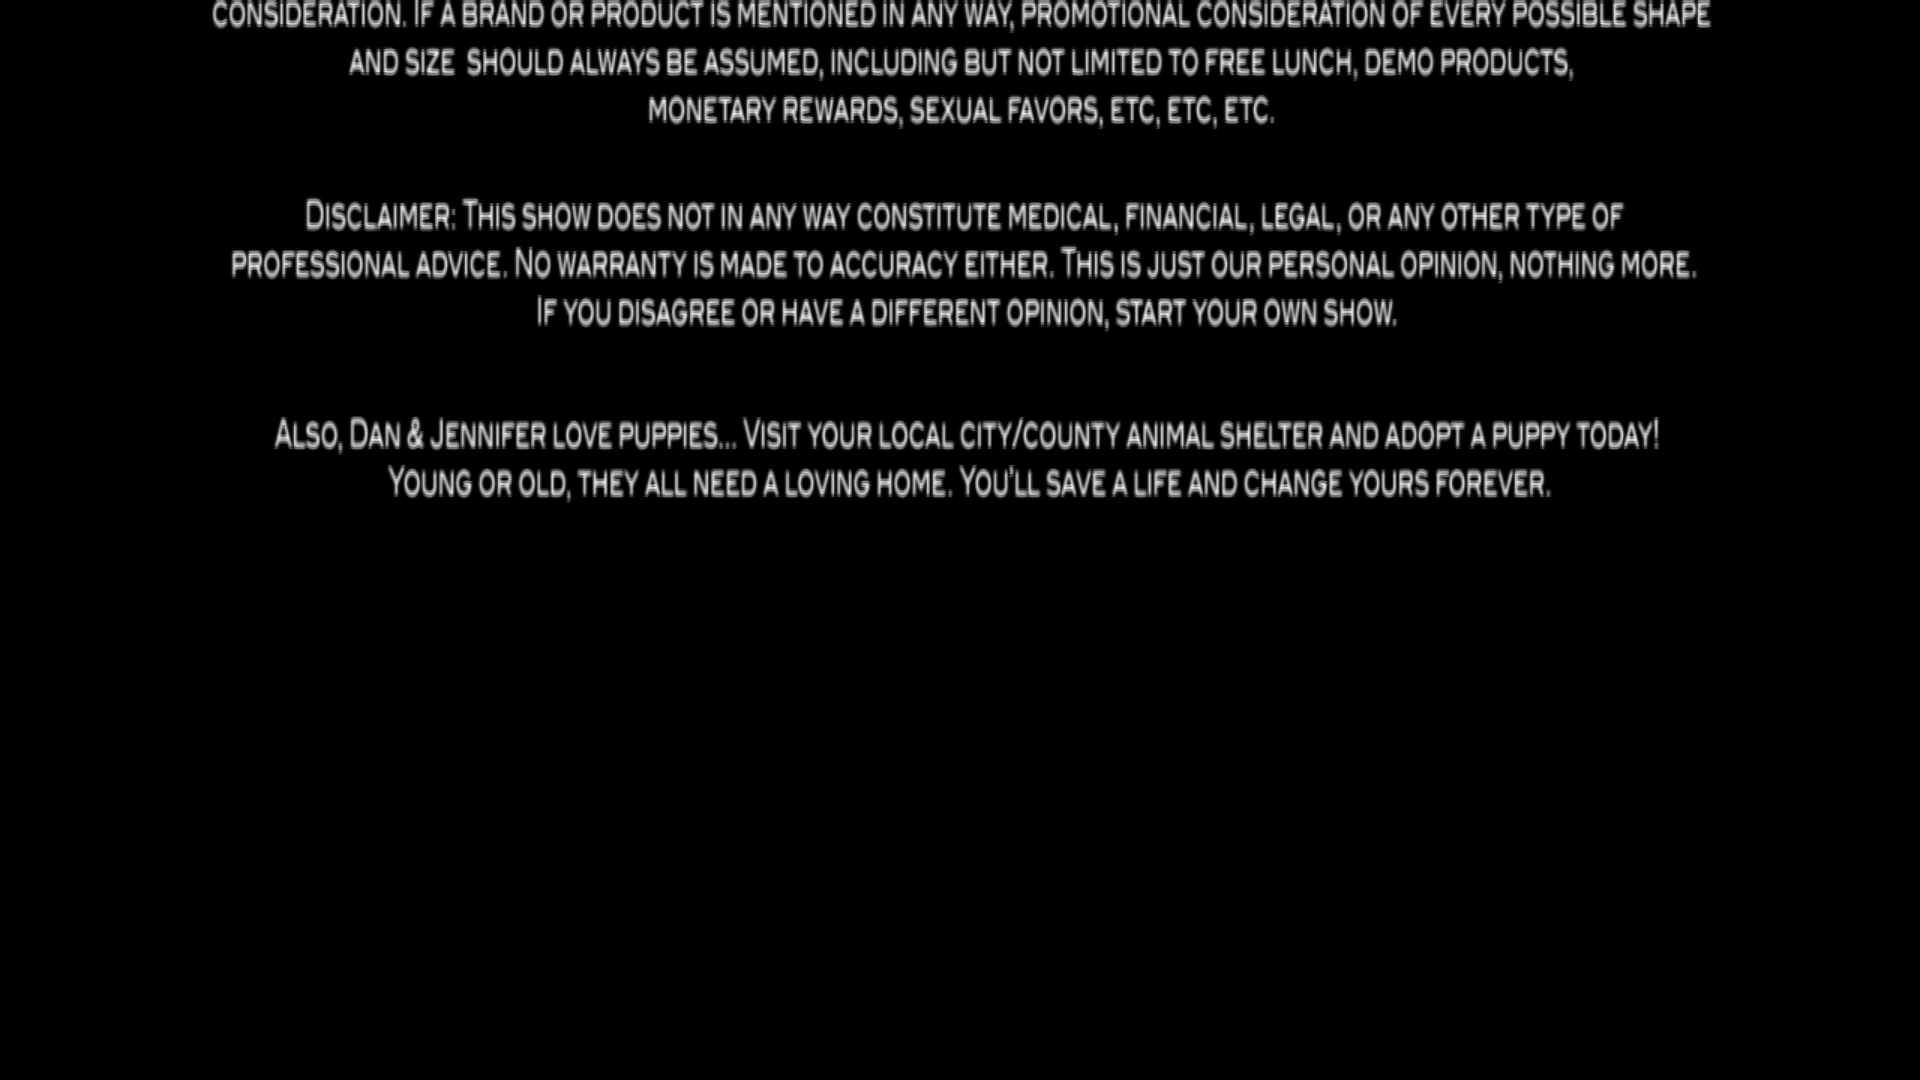 CONSIDERATION. IF A BRAND OR PRODUCT IS MENTIONED IN ANY WAY, PROMOTIONAL CONSIDERATION OF EVERY POSSIBLE SHAPE
AND SIZE SHOULD ALWAYS BE ASSUMED, INCLUDING BUT NOT LIMITED TO FREE LUNCH, DEMO PRODUCTS,
MONETARY REWARDS, SEXUAL FAVORS, ETC, ETC, ETC.
DISCLAIMER: THIS SHOW DOES NOT IN ANY WAY CONSTITUTE MEDICAL, FINANCIAL, LEGAL, OR ANY OTHER TYPE OF
PROFESSIONAL ADVICE. NO WARRANTY IS MADE TO ACCURACY EITHER. THIS IS JUST OUR PERSONAL OPINION, NOTHING MORE.
IF YOU DISAGREE OR HAVE A DIFFERENT OPINION, START YOUR OWN SHOW.
ALSO, DAN & JENNIFER LOVE PUPPIES... VISIT YOUR LOCAL CITY/COUNTY ANIMAL SHELTER AND ADOPT A PUPPY TODAY!
YOUNG OR OLD, THEY ALL NEED A LOVING HOME. YOU'LL SAVE A LIFE AND CHANGE YOURS FOREVER.